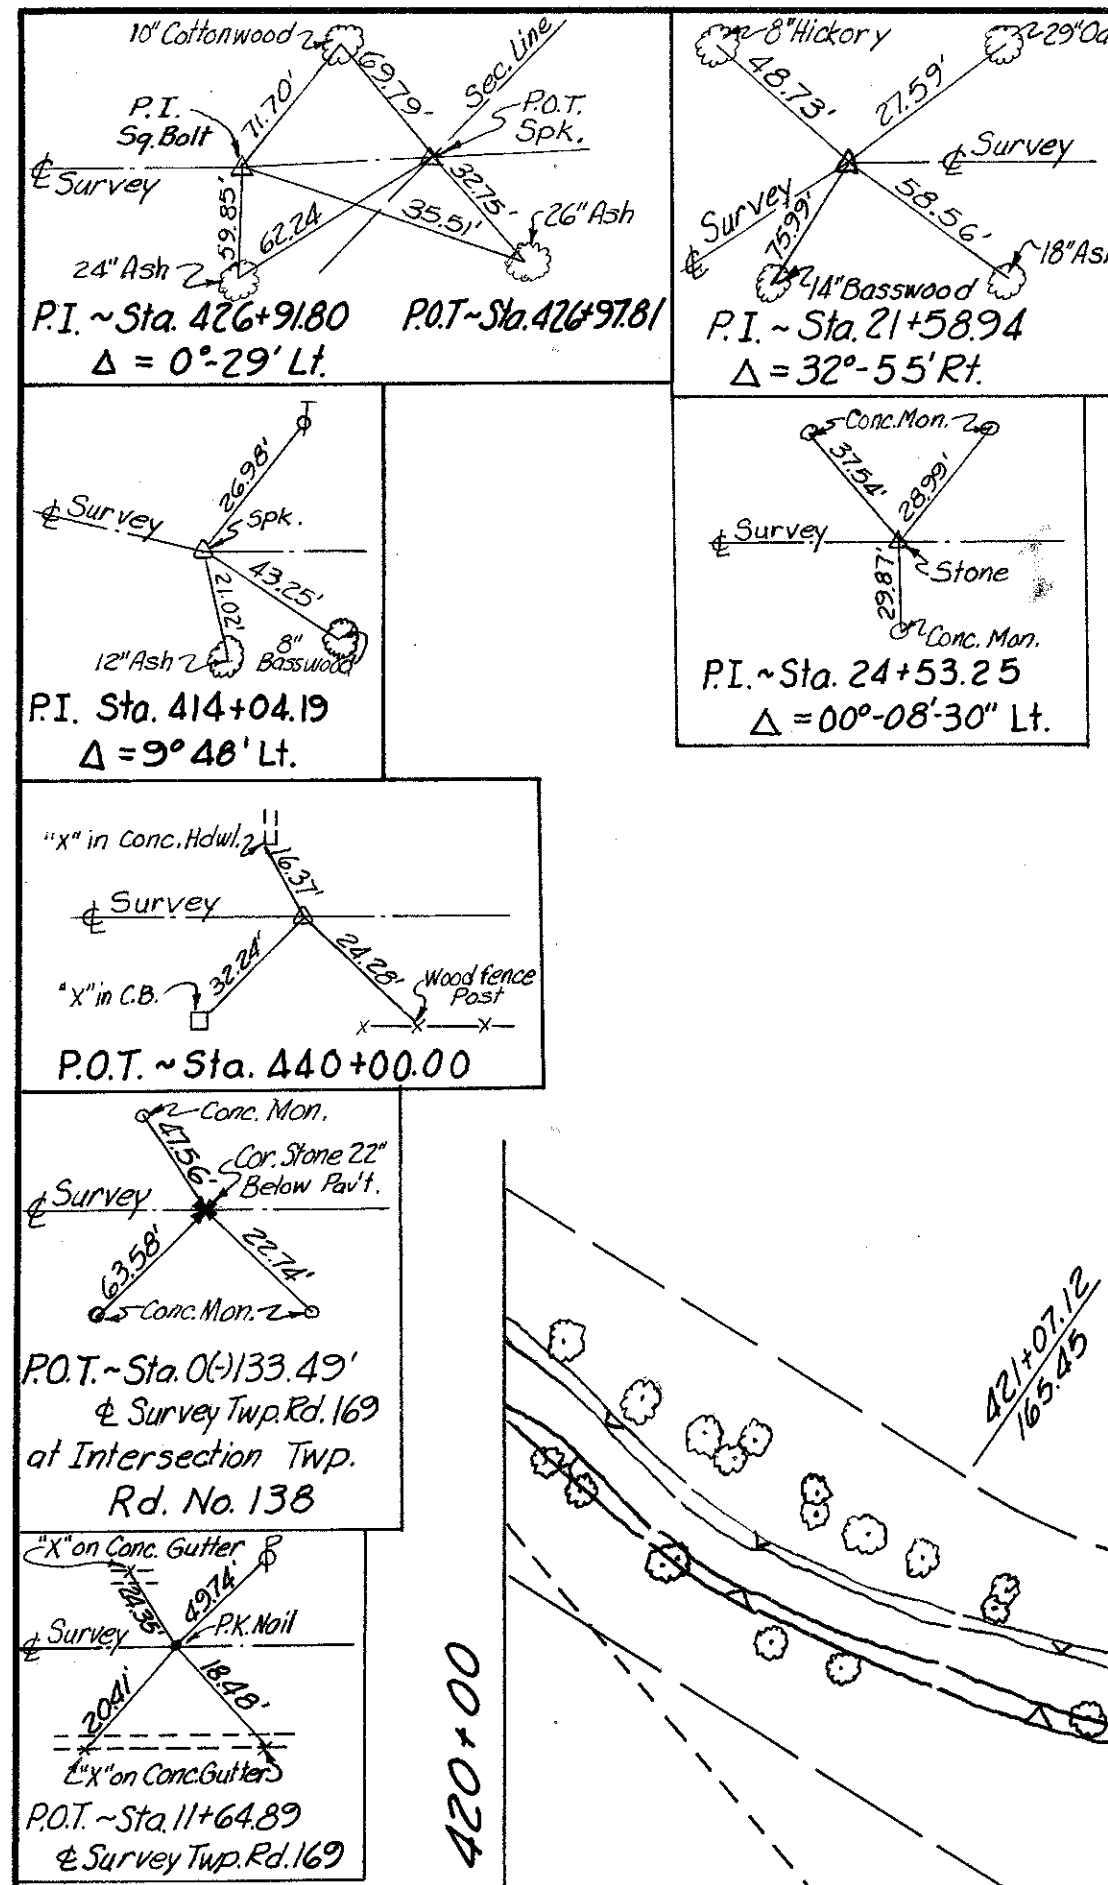 10" Cottonwood
69.79'
Sec. Line
P.I.
Sq. Bolt
71.70'
P.O.T.
Spk.
℄ Survey
59.85'
62.24
35.51'
32.75'
26" Ash
24" Ash
P.I. ~ Sta. 426+91.80
P.O.T ~ Sta. 426+97.81
Δ = 0°-29' Lt.
8" Hickory
29" Oa
48.73'
27.59'
℄ Survey
℄ Survey
75.99'
58.56'
18" Ash
14" Basswood
P.I. ~ Sta. 21+58.94
Δ = 32°-55' Rt.
26.98'
℄ Survey
Spk.
21.02'
43.25'
12" Ash
8"
Basswood
P.I. Sta. 414+04.19
Δ = 9° 48' Lt.
Conc. Mon.
37.54'
28.99'
℄ Survey
29.87'
Stone
Conc. Mon.
P.I. ~ Sta. 24+53.25
Δ = 00°-08'-30" Lt.
"X" in Conc. Hdwl.
16.37'
℄ Survey
32.24'
24.28'
"X" in C.B.
Wood fence
Post
P.O.T. ~ Sta. 440+00.00
Conc. Mon.
47.56'
Cor. Stone 22"
Below Pav't.
℄ Survey
63.58'
22.74'
Conc. Mon.
P.O.T. ~ Sta. 0(-)133.49'
℄ Survey Twp. Rd. 169
at Intersection Twp.
Rd. No. 138
"X" on Conc. Gutter
24.35'
49.74'
℄ Survey
P.K. Nail
20.41'
18.48'
"X" on Conc. Gutter
P.O.T. ~ Sta. 11+64.89
℄ Survey Twp. Rd. 169
420+00
421+07.12
165.45